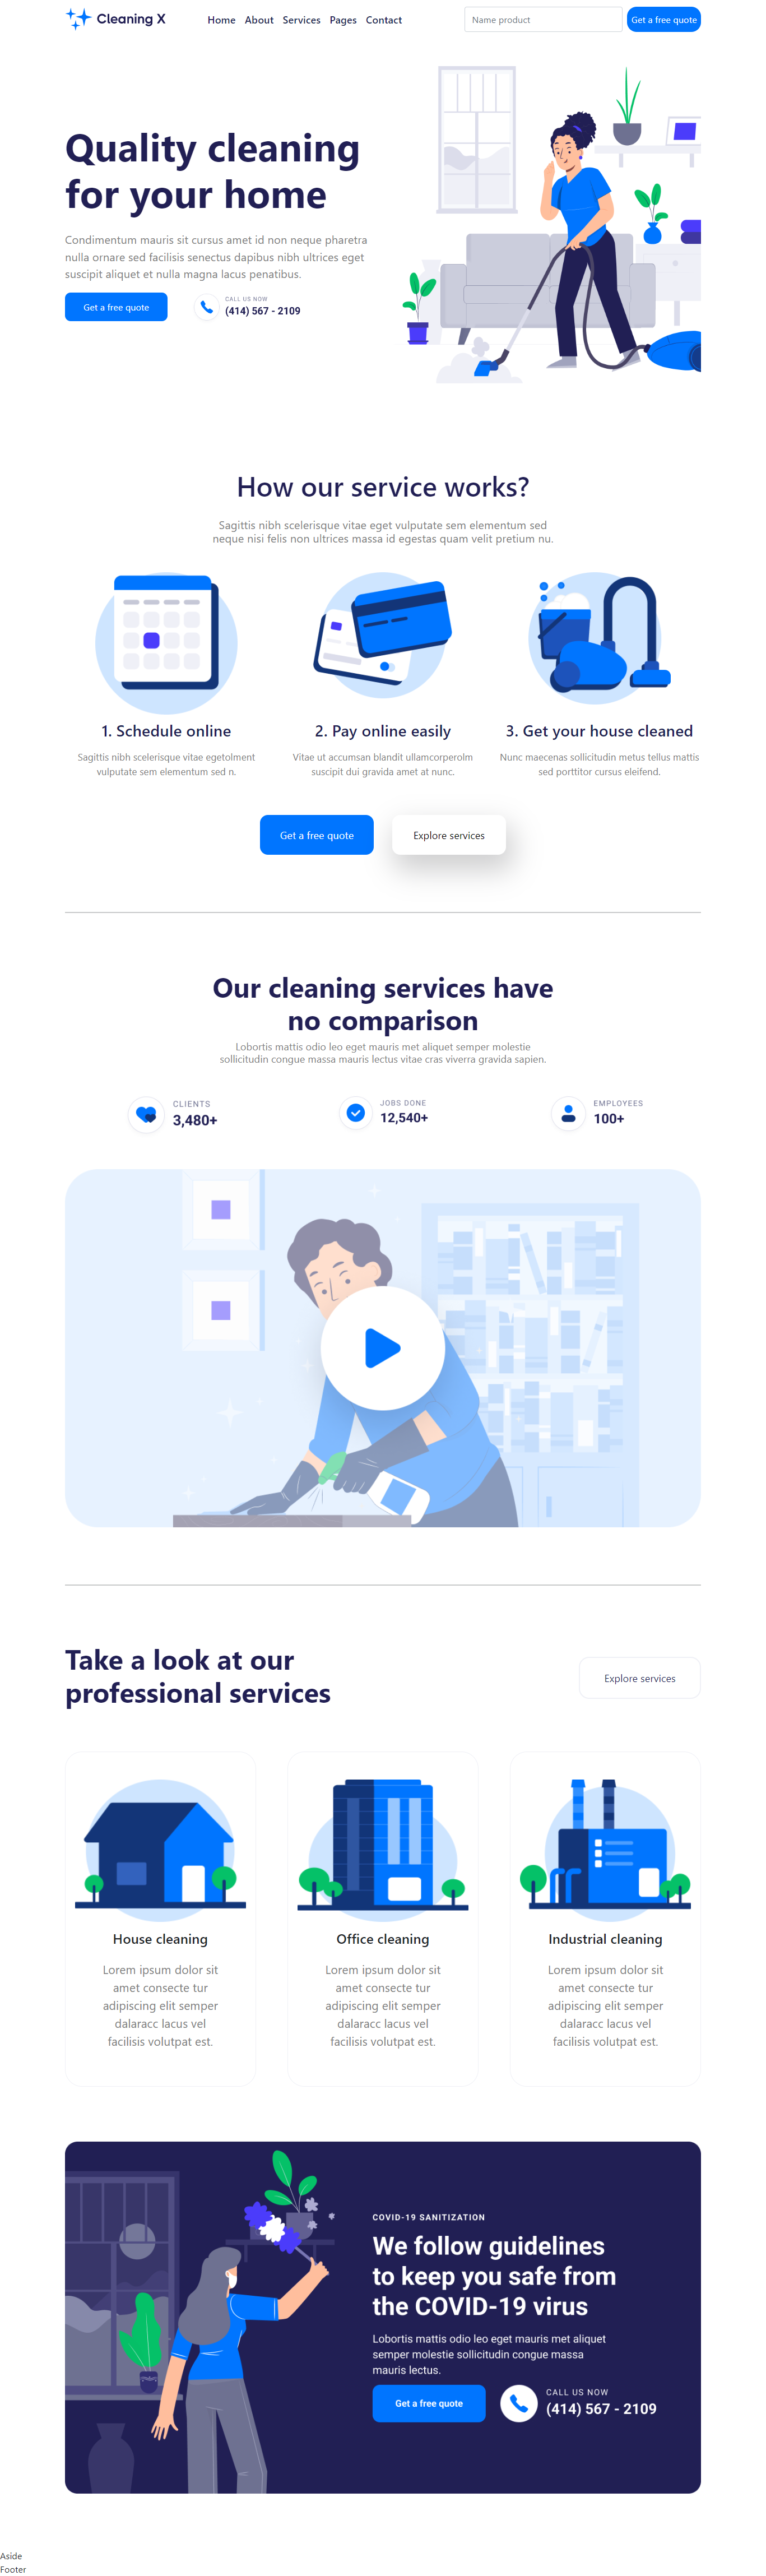 Cleaning X
Home About Services Pages Contact
Name product
Get a free quote
Quality cleaning
for your home
Condimentum mauris sit cursus amet id non neque pharetra
nulla ornare sed facilisis senectus dapibus nibh ultrices eget
suscipit aliquet et nulla magna lacus penatibus.
Get a free quote
CALL US NOW
(414) 567 - 2109
How our service works?
Sagittis nibh scelerisque vitae eget vulputate sem elementum sed
neque nisi felis non ultrices massa id egestas quam velit pretium nu.
1. Schedule online
Sagittis nibh scelerisque vitae egetolment
vulputate sem elementum sed n.
2. Pay online easily
Vitae ut accumsan blandit ullamcorperolm
suscipit dui gravida amet at nunc.
3. Get your house cleaned
Nunc maecenas sollicitudin metus tellus mattis
sed porttitor cursus eleifend.
Get a free quote
Explore services
Our cleaning services have
no comparison
Lobortis mattis odio leo eget mauris met aliquet semper molestie
sollicitudin congue massa mauris lectus vitae cras viverra gravida sapien.
CLIENTS
3,480+
JOBS DONE
12,540+
EMPLOYEES
100+
Take a look at our
professional services
Explore services
House cleaning
Lorem ipsum dolor sit
amet consecte tur
adipiscing elit semper
dalaracc lacus vel
facilisis volutpat est.
Office cleaning
Lorem ipsum dolor sit
amet consecte tur
adipiscing elit semper
dalaracc lacus vel
facilisis volutpat est.
Industrial cleaning
Lorem ipsum dolor sit
amet consecte tur
adipiscing elit semper
dalaracc lacus vel
facilisis volutpat est.
COVID-19 SANITIZATION
We follow guidelines
to keep you safe from
the COVID-19 virus
Lobortis mattis odio leo eget mauris met aliquet
semper molestie sollicitudin congue massa
mauris lectus.
Get a free quote
CALL US NOW
(414) 567 - 2109
Aside
Footer